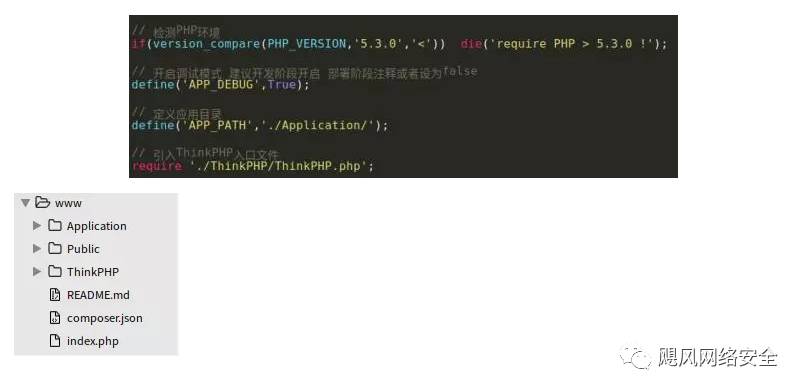 // 检测PHP环境
if(version_compare(PHP_VERSION,'5.3.0','<'))  die('require PHP > 5.3.0 !');
// 开启调试模式 建议开发阶段开启 部署阶段注释或者设为false
define('APP_DEBUG',True);
// 定义应用目录
define('APP_PATH','./Application/');
// 引入ThinkPHP入口文件
require './ThinkPHP/ThinkPHP.php';
www
Application
Public
ThinkPHP
README.md
composer.json
index.php
飓风网络安全